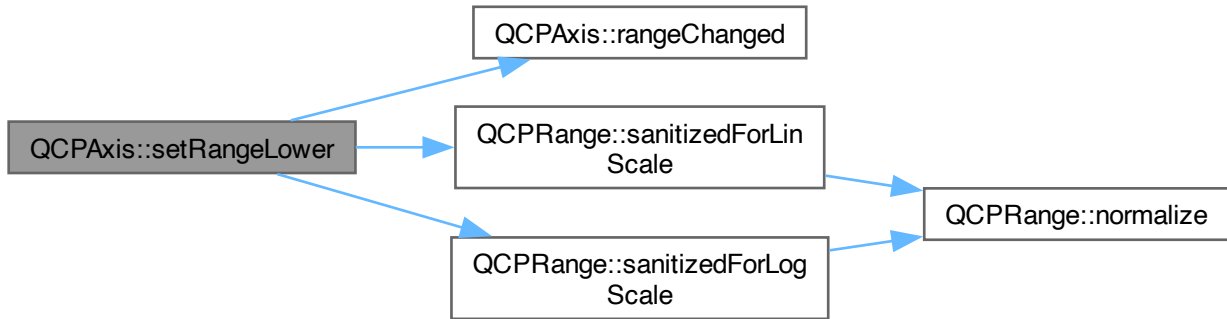 QCPAxis::rangeChanged
QCPAxis::setRangeLower
QCPRange::sanitizedForLin
Scale
QCPRange::normalize
QCPRange::sanitizedForLog
Scale